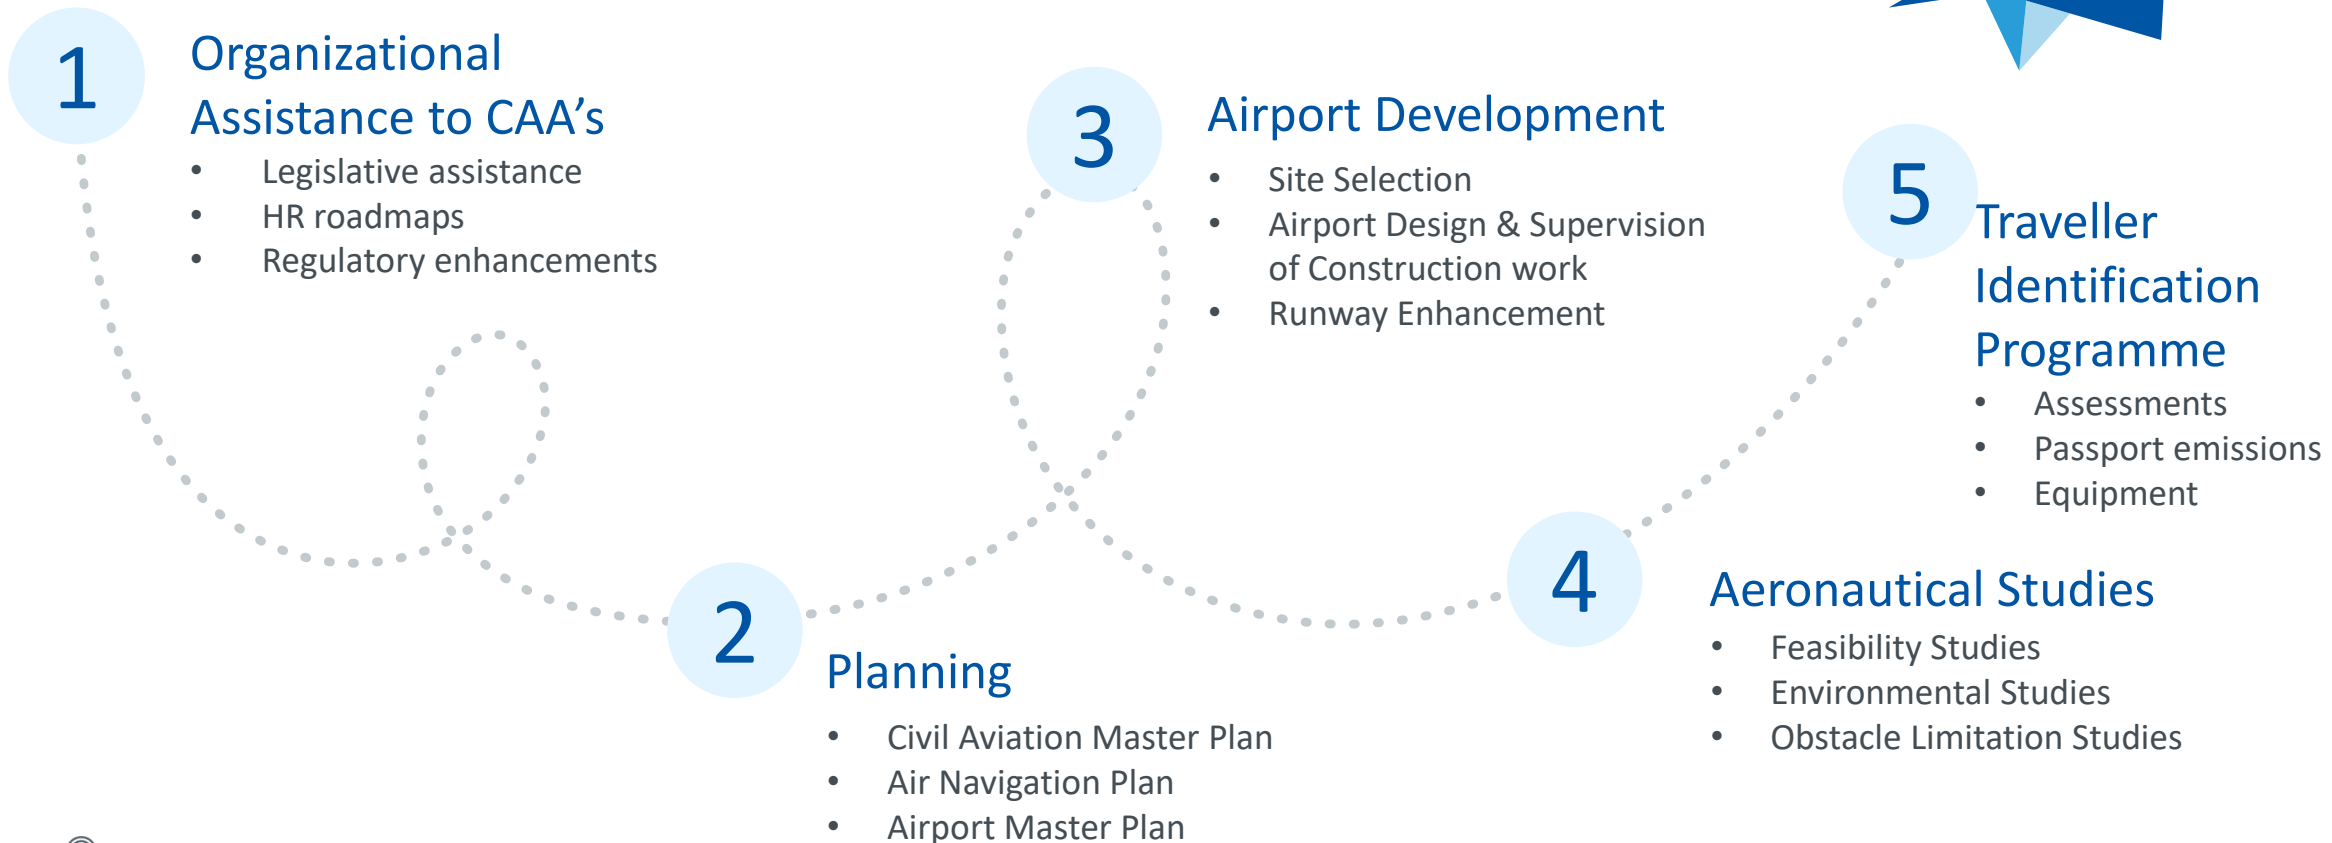 1
Organizational
Assistance to CAA’s
• Legislative assistance
• HR roadmaps
• Regulatory enhancements
2
Planning
• Civil Aviation Master Plan
• Air Navigation Plan
• Airport Master Plan
3
Airport Development
• Site Selection
• Airport Design & Supervision
of Construction work
• Runway Enhancement
4
Aeronautical Studies
• Feasibility Studies
• Environmental Studies
• Obstacle Limitation Studies
5
Traveller
Identification
Programme
• Assessments
• Passport emissions
• Equipment